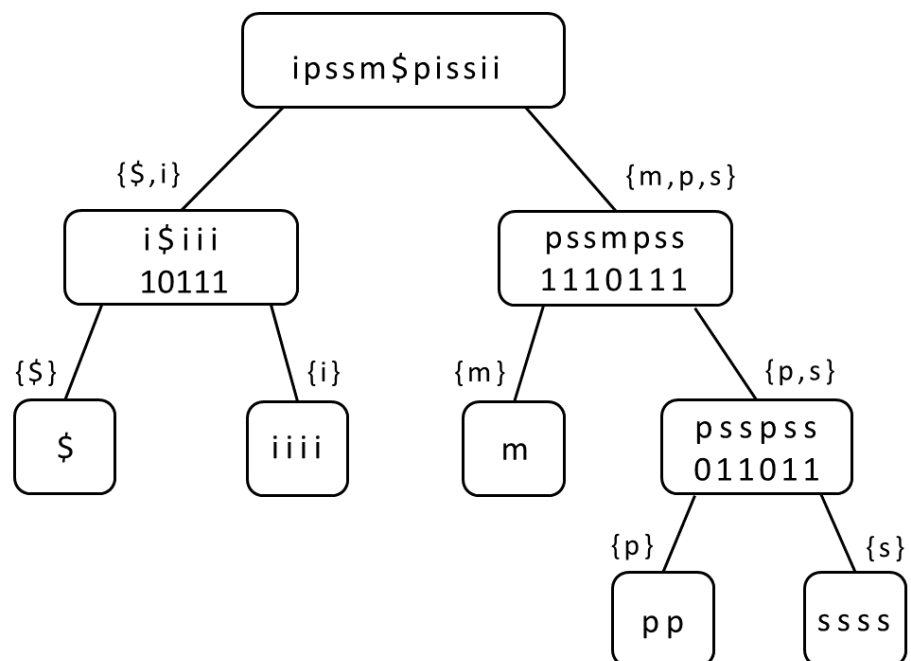 ipssm$pissii
{$,i}
{m,p,s}
i$iii
10111
pssmpss
1110111
{$}
{i}
{m}
{p,s}
$
iiii
m
psspss
011011
{p}
{s}
pp
ssss